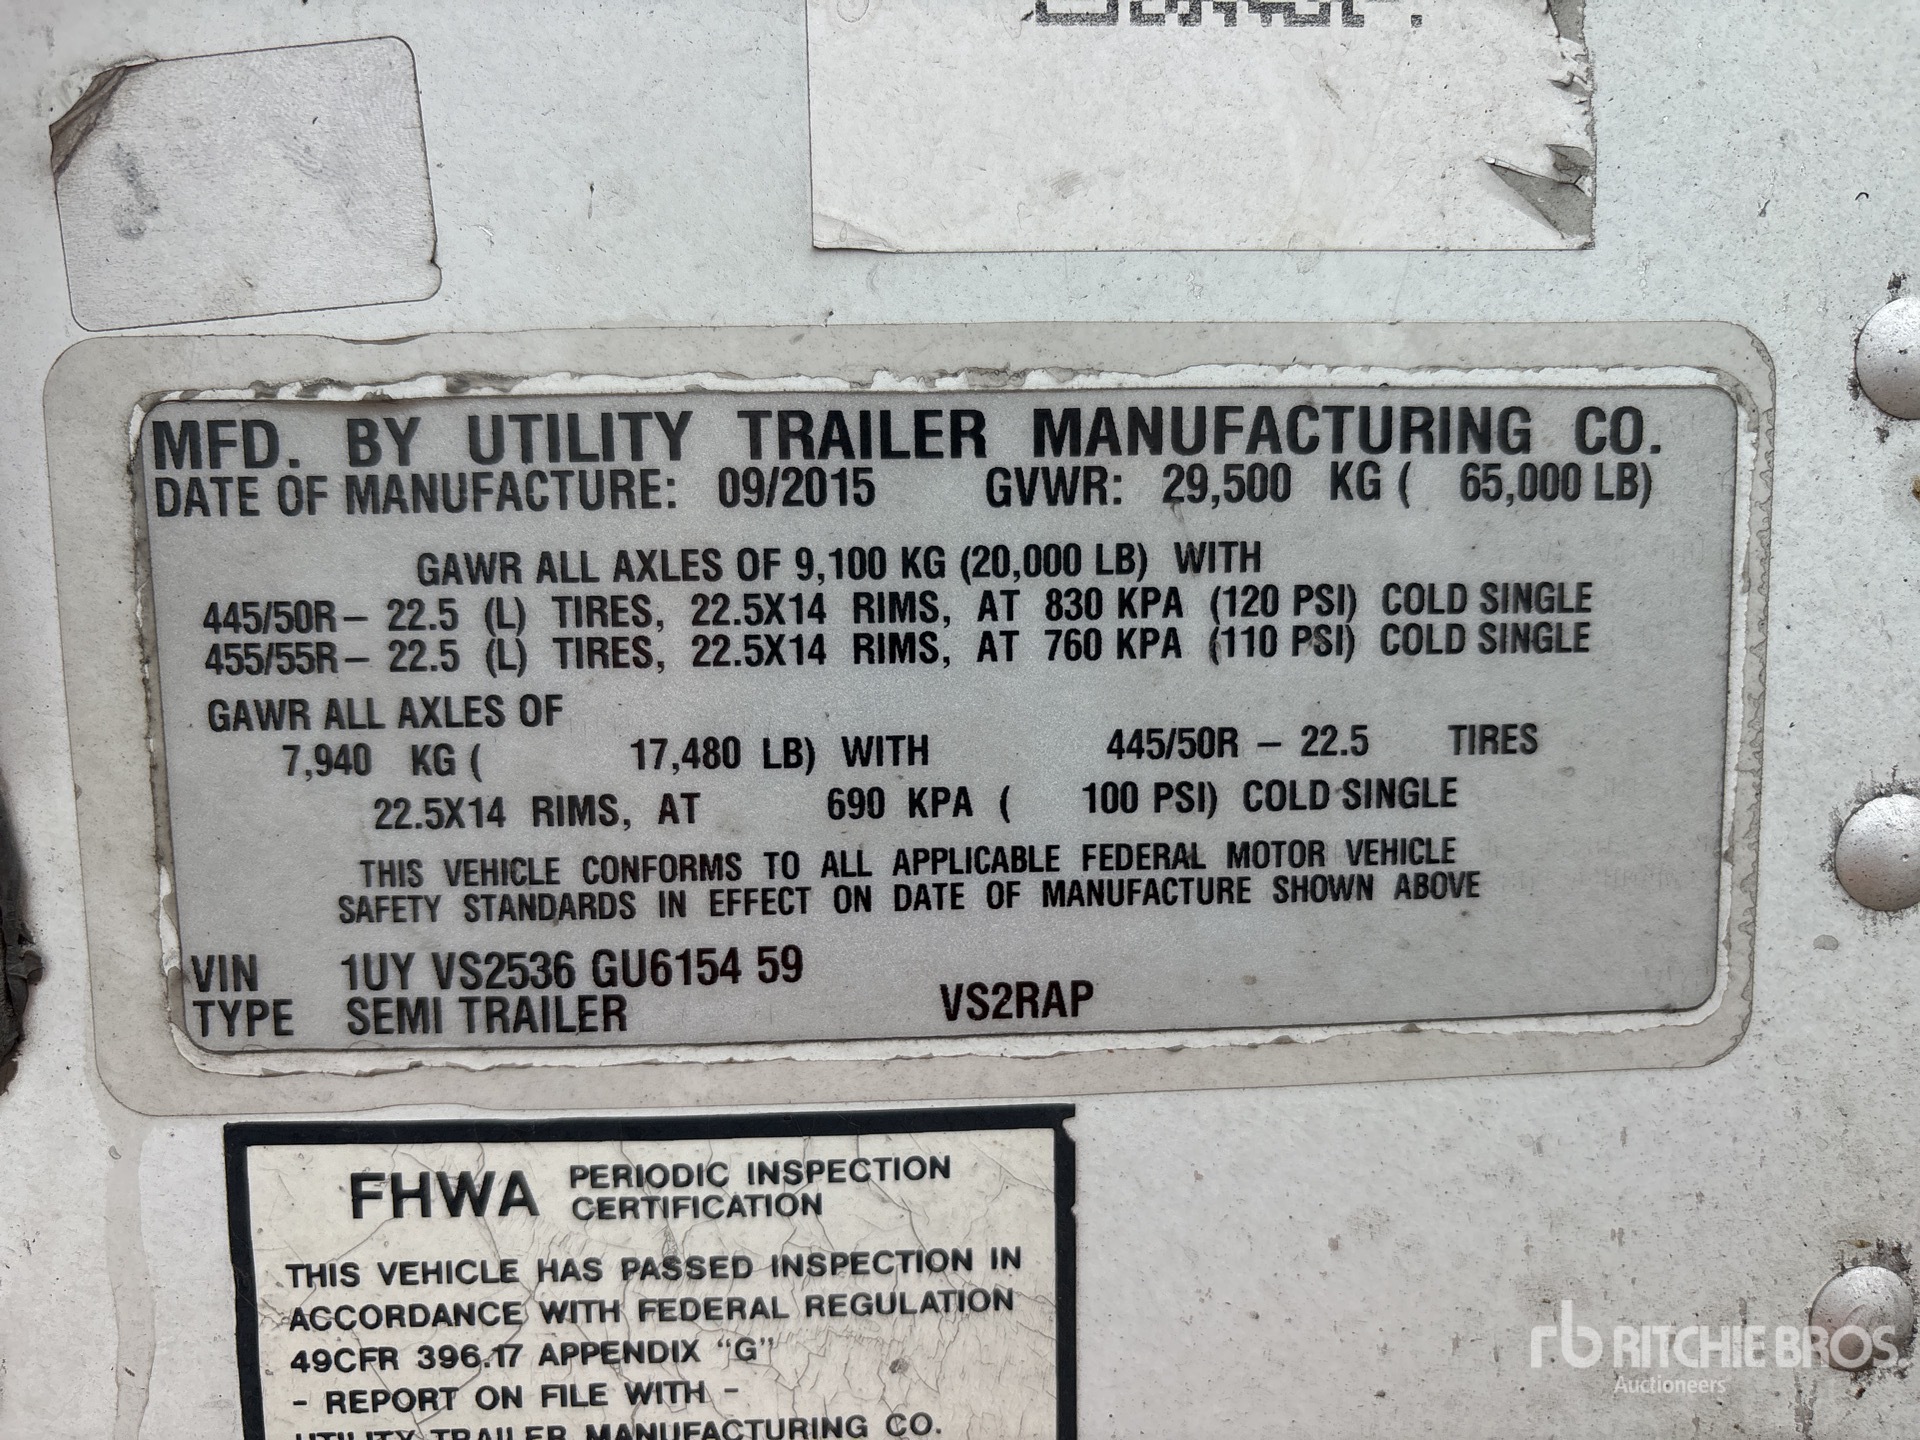 MFD. BY UTILITY TRAILER MANUFACTURING CO.
DATE OF MANUFACTURE: 09/2015 GVWR: 29,500 KG ( 65,000 LB)
GAWR ALL AXLES OF 9,100 KG (20,000 LB) WITH
445/50R– 22.5 (L) TIRES, 22.5X14 RIMS, AT 830 KPA (120 PSI) COLD SINGLE
455/55R– 22.5 (L) TIRES, 22.5X14 RIMS, AT 760 KPA (110 PSI) COLD SINGLE
GAWR ALL AXLES OF
7,940 KG ( 17,480 LB) WITH 445/50R – 22.5 TIRES
22.5X14 RIMS, AT 690 KPA ( 100 PSI) COLD SINGLE
THIS VEHICLE CONFORMS TO ALL APPLICABLE FEDERAL MOTOR VEHICLE
SAFETY STANDARDS IN EFFECT ON DATE OF MANUFACTURE SHOWN ABOVE
VIN 1UY VS2536 GU6154 59
TYPE SEMI TRAILER VS2RAP
FHWA PERIODIC INSPECTION
CERTIFICATION
THIS VEHICLE HAS PASSED INSPECTION IN
ACCORDANCE WITH FEDERAL REGULATION
49CFR 396.17 APPENDIX "G"
- REPORT ON FILE WITH -
UTILITY TRAILER MANUFACTURING CO.
rb RITCHIE BROS
Auctioneers